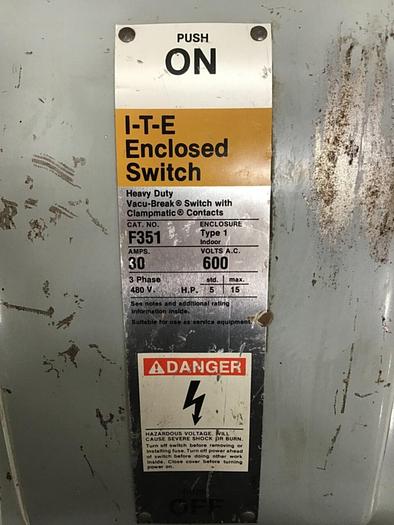 PUSH
ON
I-T-E
Enclosed
Switch
Heavy Duty
Vacu-Break® Switch with
Clampmatic® Contacts
CAT. NO. ENCLOSURE
F351 Type 1
Indoor
AMPS. VOLTS A.C.
30 600
3 Phase std. max.
480 V. H.P. 5 15
See notes and additional rating
information inside.
Suitable for use as service equipment.
DANGER
HAZARDOUS VOLTAGE. WILL
CAUSE SEVERE SHOCK OR BURN.
Turn off switch before removing or
installing fuse. Turn off power ahead
of switch before doing other work
inside. Close cover before turning
power on.
OFF